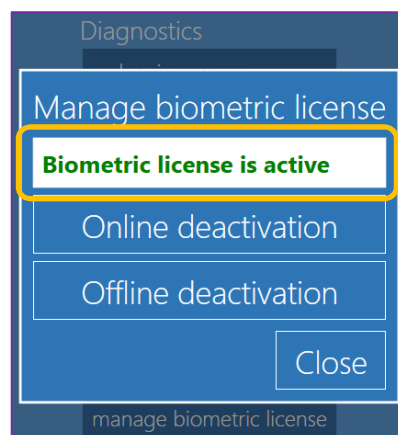 Diagnostics
Manage biometric license
Biometric license is active
Online deactivation
Offline deactivation
Close
manage biometric license